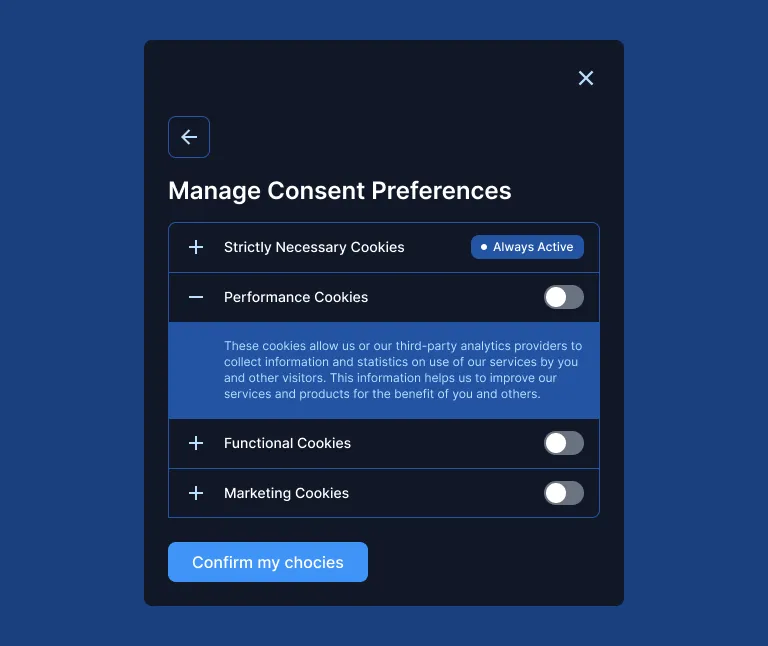 Manage Consent Preferences
Strictly Necessary Cookies
Always Active
Performance Cookies
These cookies allow us or our third-party analytics providers to
collect information and statistics on use of our services by you
and other visitors. This information helps us to improve our
services and products for the benefit of you and others.
Functional Cookies
Marketing Cookies
Confirm my chocies